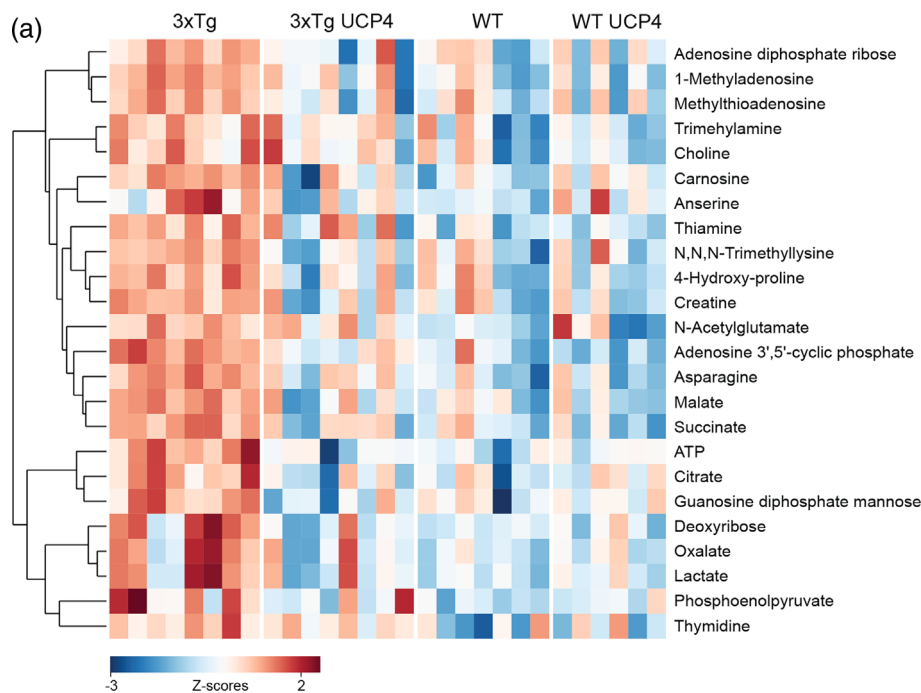 (a)
3xTg 3xTg UCP4 WT WT UCP4
Adenosine diphosphate ribose
1-Methyladenosine
Methylthioadenosine
Trimehylamine
Choline
Carnosine
Anserine
Thiamine
N,N,N-Trimethyllysine
4-Hydroxy-proline
Creatine
N-Acetylglutamate
Adenosine 3',5'-cyclic phosphate
Asparagine
Malate
Succinate
ATP
Citrate
Guanosine diphosphate mannose
Deoxyribose
Oxalate
Lactate
Phosphoenolpyruvate
Thymidine
-3 Z-scores 2